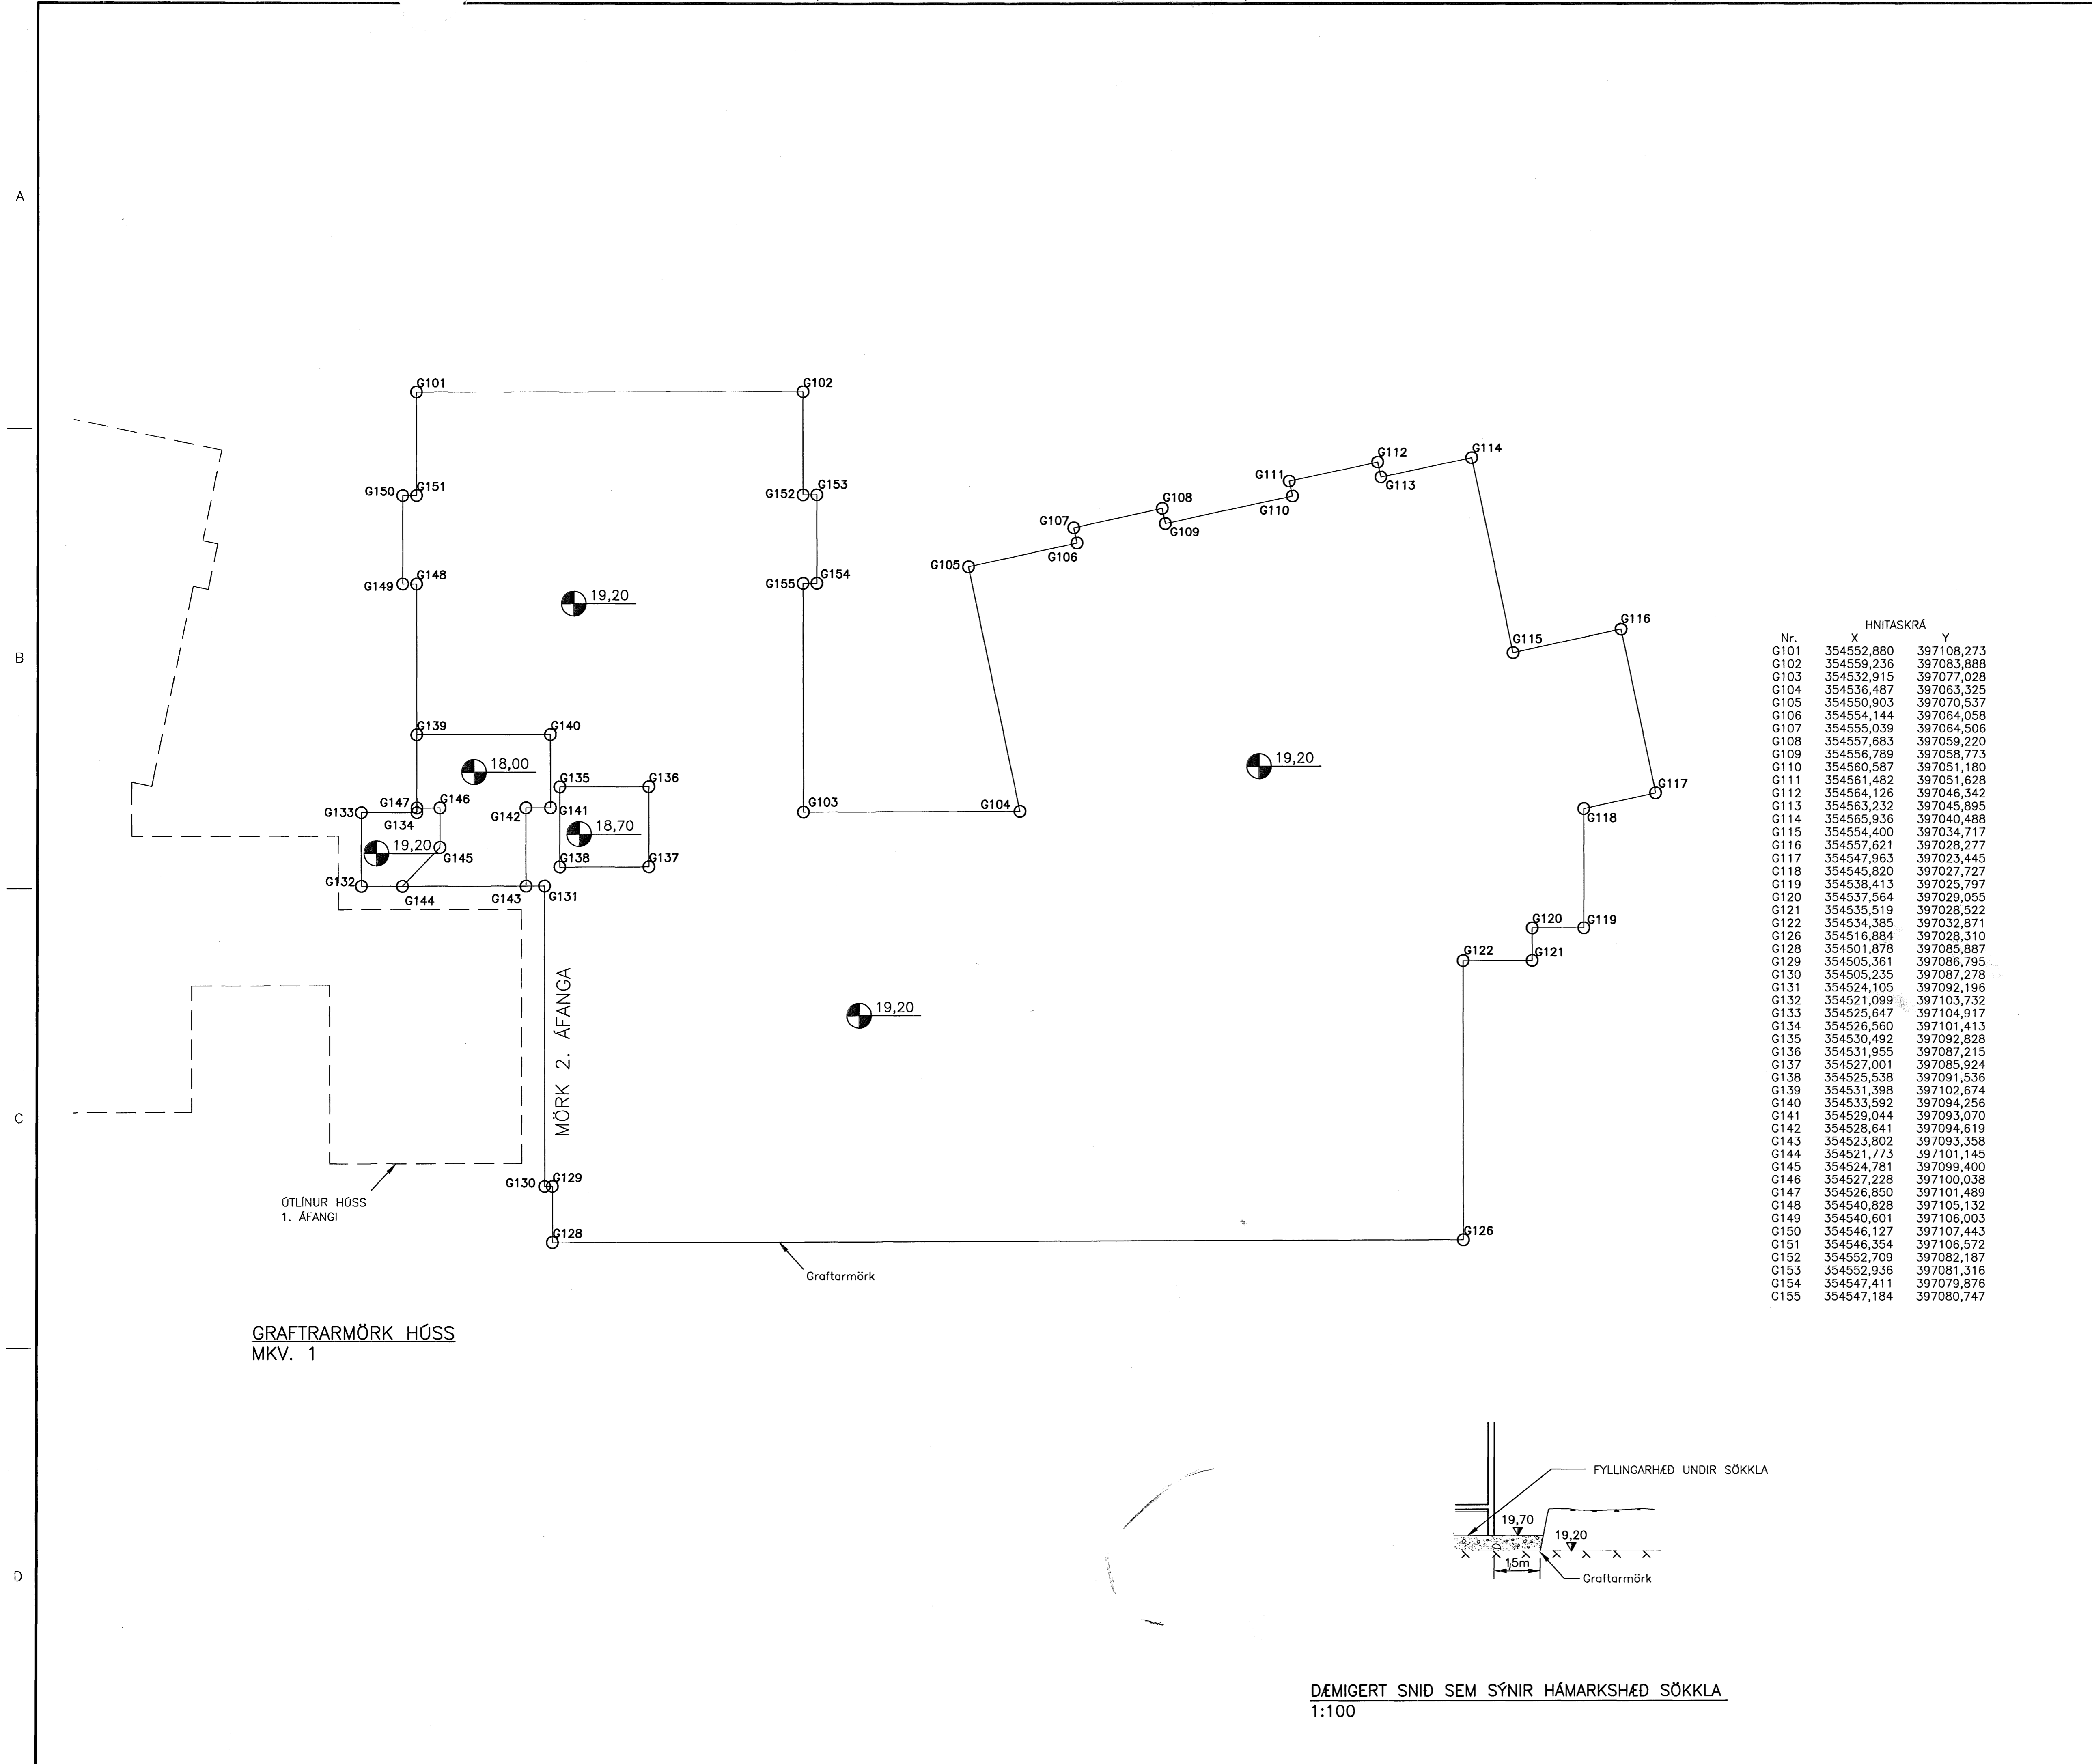 A
B
C
D
G101
G102
G112
G114
G111
G113
G150
G151
G152
G153
G108
G110
G107
G109
G106
G105
G149
G148
G155
G154
19,20
G116
G115
G139
G140
18,00
G135
G136
19,20
G133
G147
G146
G134
G142
G141
18,70
G103
G104
G117
G118
19,20
G145
G138
G137
G132
G144
G143
G131
G120
G119
G122
G121
19,20
MÖRK 2. ÁFANGA
G130
G129
ÚTLÍNUR HÚSS
1. ÁFANGI
G128
G126
Graftarmörk
GRAFTRARMÖRK HÚSS
MKV. 1
HNITASKRÁ
Nr. X Y
G101 354552,880 397108,273
G102 354559,236 397083,888
G103 354532,915 397077,028
G104 354536,487 397063,325
G105 354550,903 397070,537
G106 354554,144 397064,058
G107 354555,039 397064,506
G108 354557,683 397059,220
G109 354556,789 397058,773
G110 354560,587 397051,180
G111 354561,482 397051,628
G112 354564,126 397046,342
G113 354563,232 397045,895
G114 354565,936 397040,488
G115 354554,400 397034,717
G116 354557,621 397028,277
G117 354547,963 397023,445
G118 354545,820 397027,727
G119 354538,413 397025,797
G120 354537,564 397029,055
G121 354535,519 397028,522
G122 354534,385 397032,871
G126 354516,884 397028,310
G128 354501,878 397085,887
G129 354505,361 397086,795
G130 354505,235 397087,278
G131 354524,105 397092,196
G132 354521,099 397103,732
G133 354525,647 397104,917
G134 354526,560 397101,413
G135 354530,492 397092,828
G136 354531,955 397087,215
G137 354527,001 397085,924
G138 354525,538 397091,536
G139 354531,398 397102,674
G140 354533,592 397094,256
G141 354529,044 397093,070
G142 354528,641 397094,619
G143 354523,802 397093,358
G144 354521,773 397101,145
G145 354524,781 397099,400
G146 354527,228 397100,038
G147 354526,850 397101,489
G148 354540,828 397105,132
G149 354540,601 397106,003
G150 354546,127 397107,443
G151 354546,354 397106,572
G152 354552,709 397082,187
G153 354552,936 397081,316
G154 354547,411 397079,876
G155 354547,184 397080,747
FYLLINGARHÆÐ UNDIR SÖKKLA
19,70
19,20
1,5m
Graftarmörk
DÆMIGERT SNIÐ SEM SÝNIR HÁMARKSHÆÐ SÖKKLA
1:100